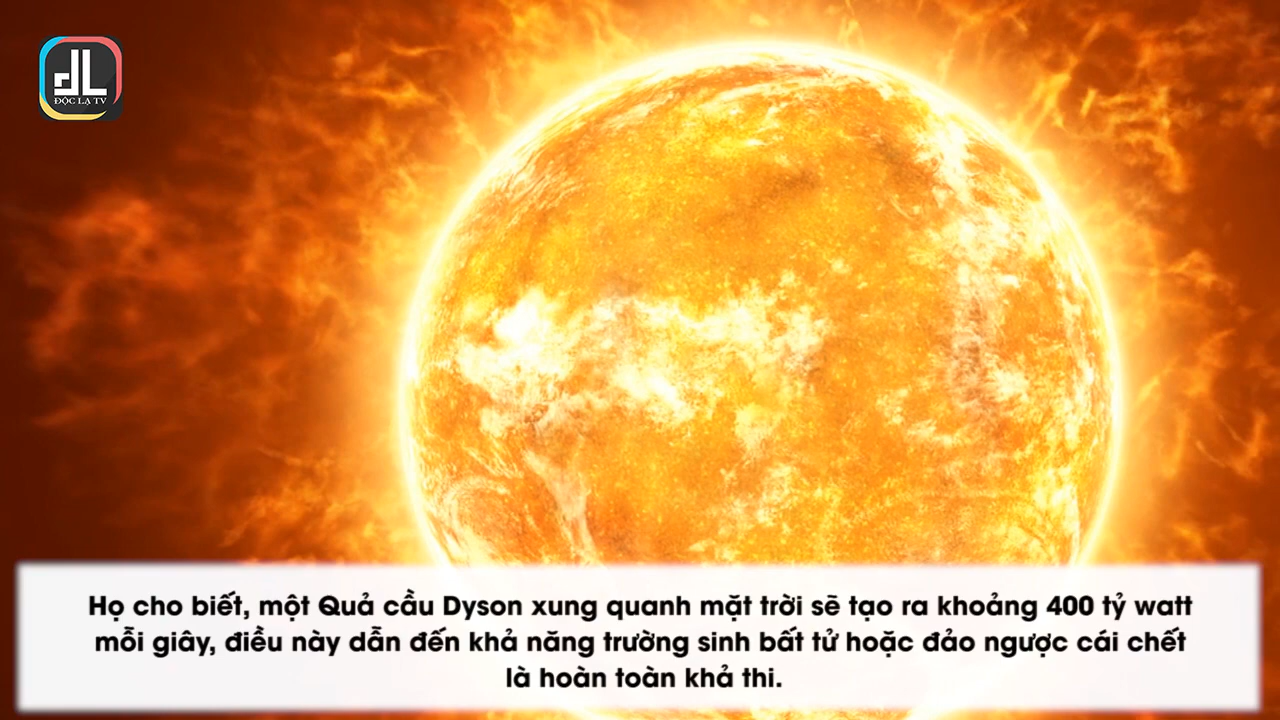 ĐỘC LẠ TV
Họ cho biết, một Quả cầu Dyson xung quanh mặt trời sẽ tạo ra khoảng 400 tỷ watt
mỗi giây, điều này dẫn đến khả năng trường sinh bất tử hoặc đảo ngược cái chết
là hoàn toàn khả thi.